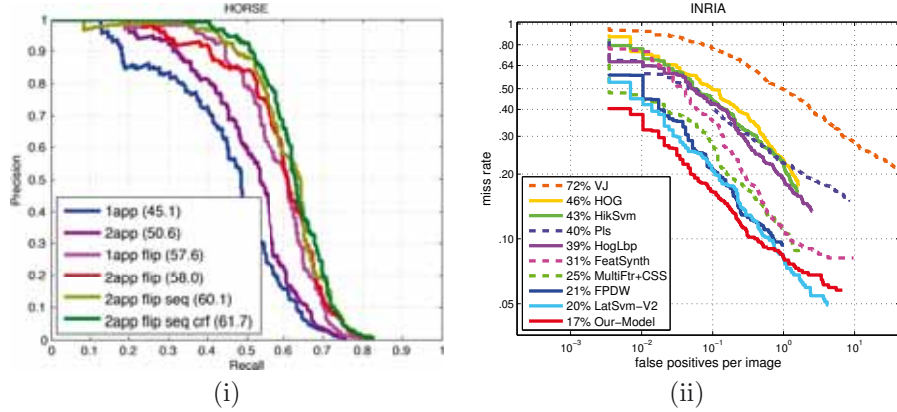 HORSE
Precision
1
0.9
0.8
0.7
0.6
0.5
0.4
0.3
0.2
0.1
0
1app (45.1)
2app (50.6)
1app flip (57.6)
2app flip (58.0)
2app flip seq (60.1)
2app flip seq crf (61.7)
0 0.1 0.2 0.3 0.4 0.5 0.6 0.7 0.8 0.9 1
Recall
(i)
INRIA
miss rate
1
.80
.64
.50
.40
.30
.20
.10
.05
72% VJ
46% HOG
43% HikSvm
40% Pls
39% HogLbp
31% FeatSynth
25% MultiFtr+CSS
21% FPDW
20% LatSvm−V2
17% Our−Model
10−3 10−2 10−1 100 101
false positives per image
(ii)